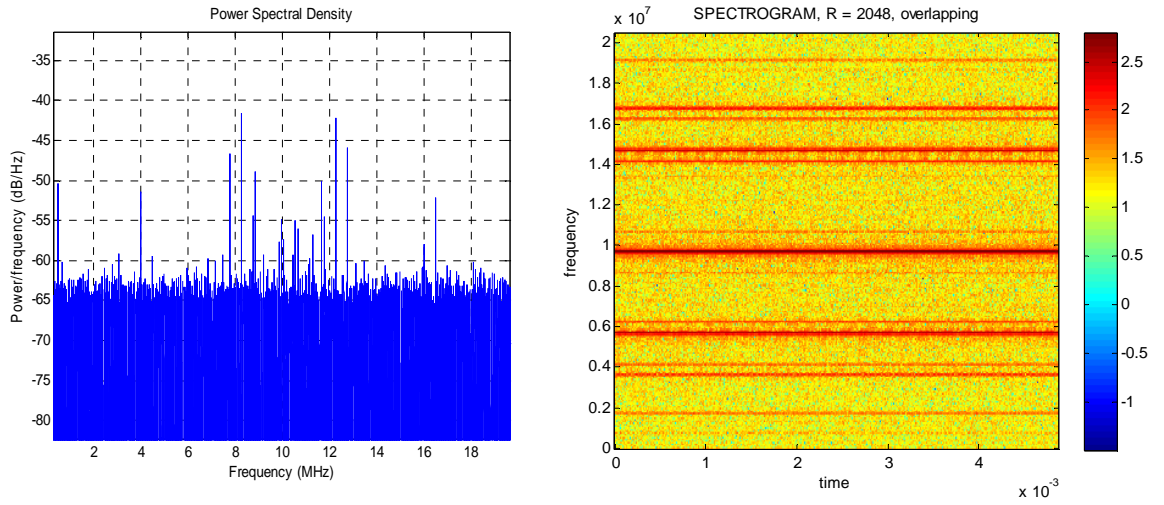 Power Spectral Density
-35
-40
-45
-50
-55
-60
-65
-70
-75
-80
Power/frequency (dB/Hz)
2 4 6 8 10 12 14 16 18
Frequency (MHz)
SPECTROGRAM, R = 2048, overlapping
x 10^7
2
1.8
1.6
1.4
1.2
1
0.8
0.6
0.4
0.2
0
frequency
0 1 2 3 4
time
x 10^-3
2.5
2
1.5
1
0.5
0
-0.5
-1